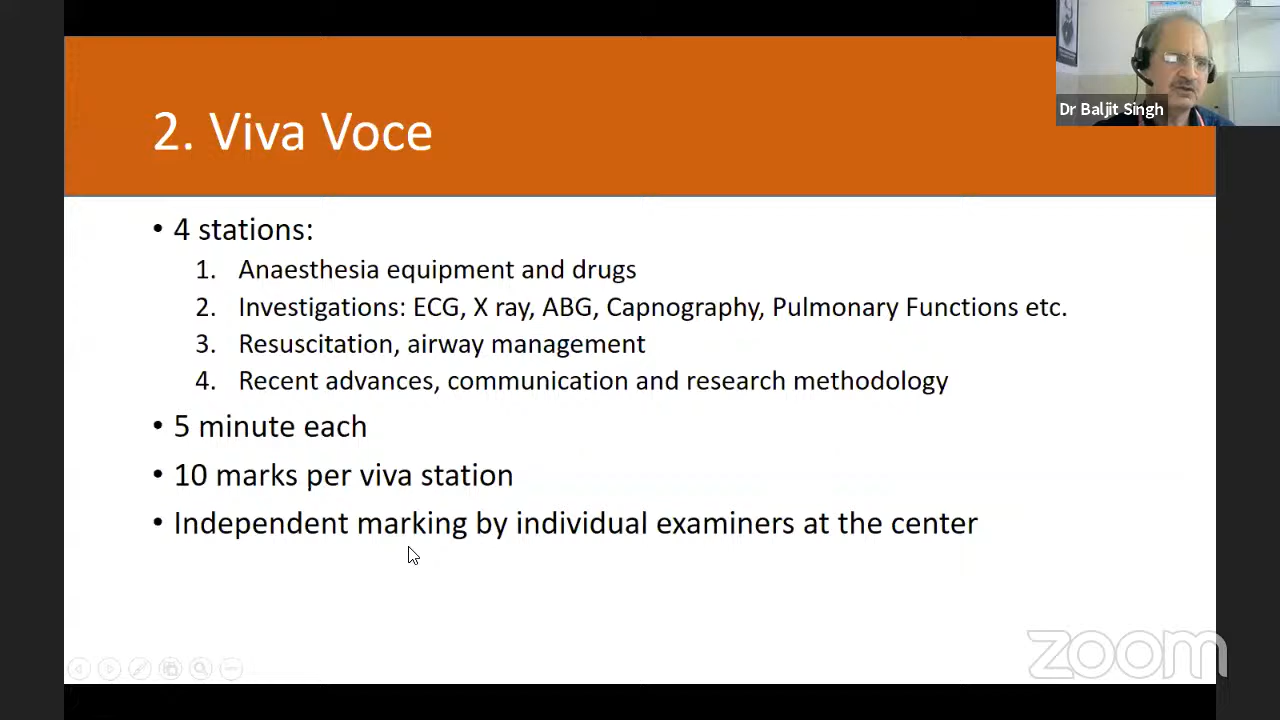 Dr Baljit Singh
2. Viva Voce
• 4 stations:
1. Anaesthesia equipment and drugs
2. Investigations: ECG, X ray, ABG, Capnography, Pulmonary Functions etc.
3. Resuscitation, airway management
4. Recent advances, communication and research methodology
• 5 minute each
• 10 marks per viva station
• Independent marking by individual examiners at the center
zoom